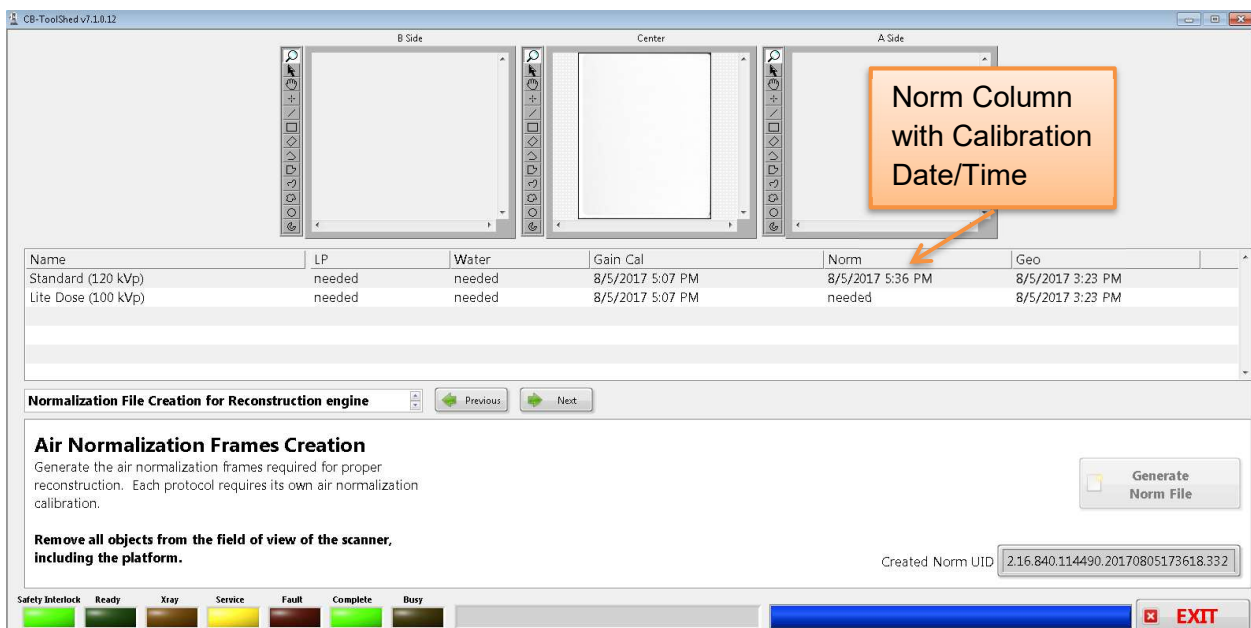 CB-ToolShed v7.1.0.12
B Side
Center
A Side
Norm Column
with Calibration
Date/Time
Name LP Water Gain Cal Norm Geo
Standard (120 kVp) needed needed 8/5/2017 5:07 PM 8/5/2017 5:36 PM 8/5/2017 3:23 PM
Lite Dose (100 kVp) needed needed 8/5/2017 5:07 PM needed 8/5/2017 3:23 PM
Normalization File Creation for Reconstruction engine Previous Next
Air Normalization Frames Creation
Generate the air normalization frames required for proper
reconstruction. Each protocol requires its own air normalization
calibration.
Generate
Norm File
Remove all objects from the field of view of the scanner,
including the platform.
Created Norm UID 2.16.840.114490.20170805173618.332
Safety Interlock Ready Xray Service Fault Complete Busy
EXIT